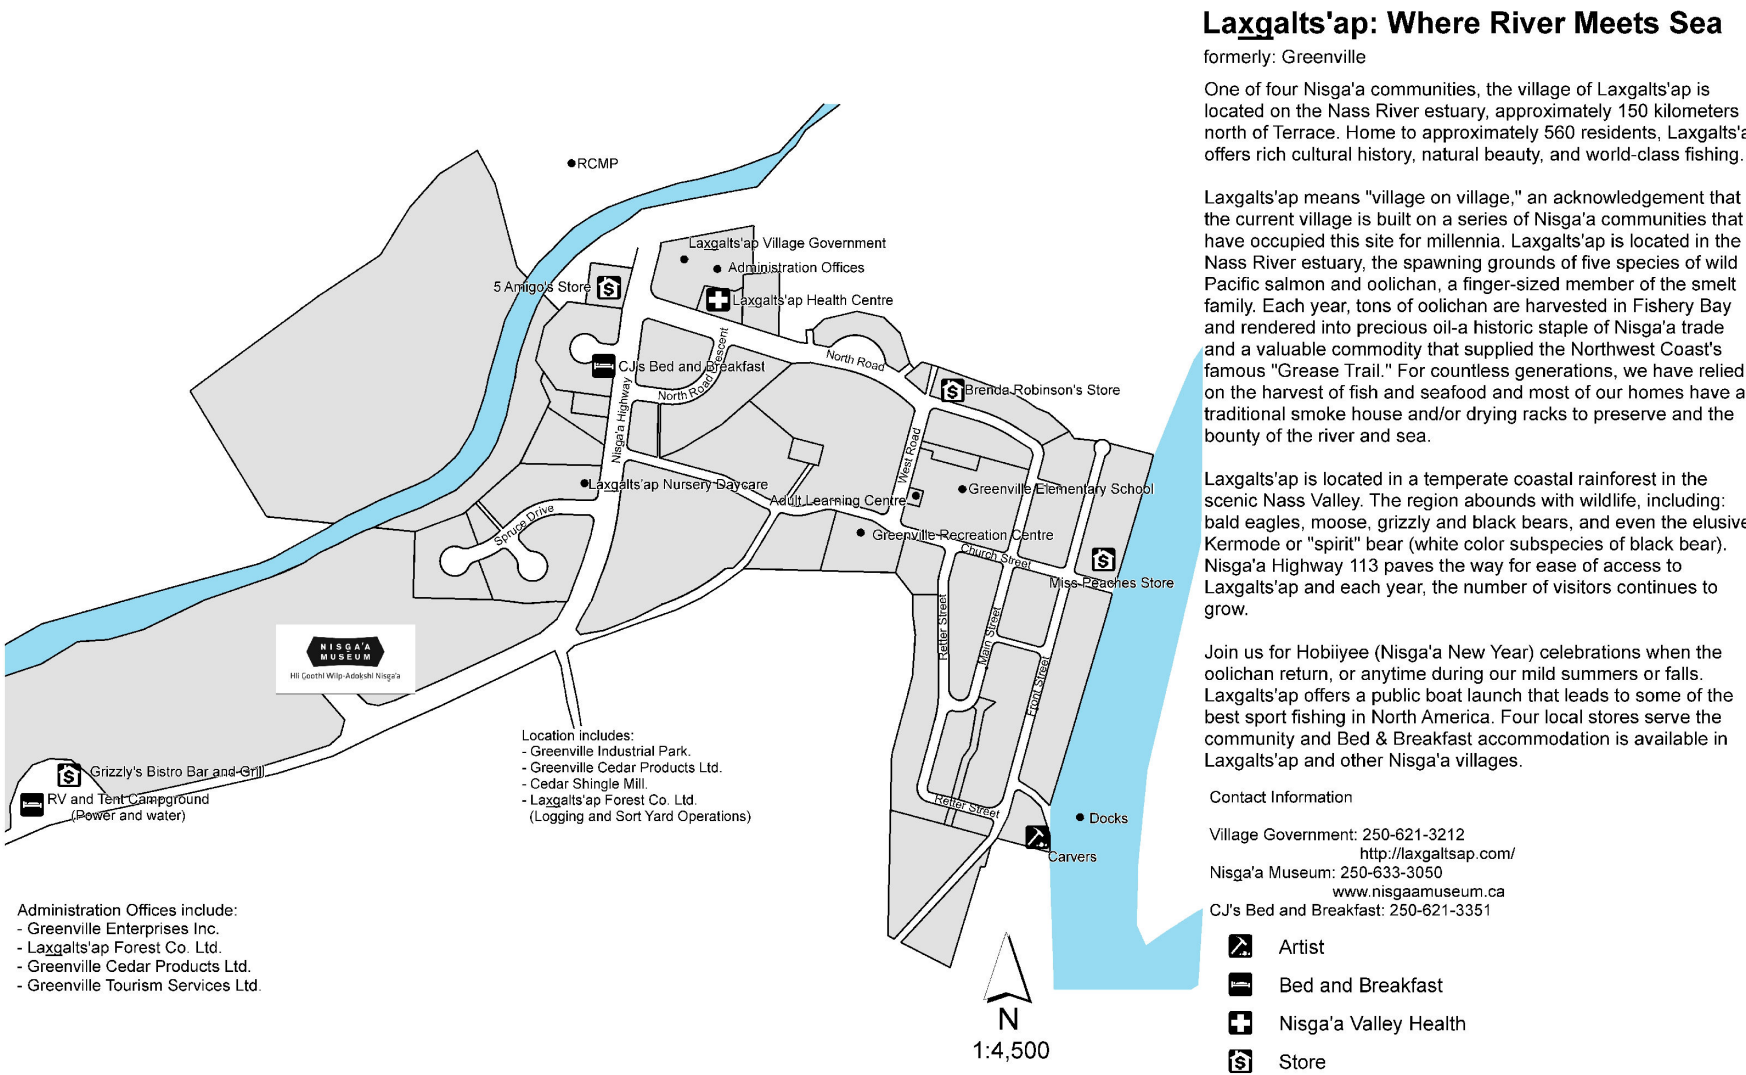 Laxgalts'ap: Where River Meets Sea
formerly: Greenville
One of four Nisga'a communities, the village of Laxgalts'ap is
located on the Nass River estuary, approximately 150 kilometers
north of Terrace. Home to approximately 560 residents, Laxgalts'a
offers rich cultural history, natural beauty, and world-class fishing.
Laxgalts'ap means "village on village," an acknowledgement that
the current village is built on a series of Nisga'a communities that
have occupied this site for millennia. Laxgalts'ap is located in the
Nass River estuary, the spawning grounds of five species of wild
Pacific salmon and oolichan, a finger-sized member of the smelt
family. Each year, tons of oolichan are harvested in Fishery Bay
and rendered into precious oil-a historic staple of Nisga'a trade
and a valuable commodity that supplied the Northwest Coast's
famous "Grease Trail." For countless generations, we have relied
on the harvest of fish and seafood and most of our homes have a
traditional smoke house and/or drying racks to preserve and the
bounty of the river and sea.
Laxgalts'ap is located in a temperate coastal rainforest in the
scenic Nass Valley. The region abounds with wildlife, including:
bald eagles, moose, grizzly and black bears, and even the elusive
Kermode or "spirit" bear (white color subspecies of black bear).
Nisga'a Highway 113 paves the way for ease of access to
Laxgalts'ap and each year, the number of visitors continues to
grow.
Join us for Hobiiyee (Nisga'a New Year) celebrations when the
oolichan return, or anytime during our mild summers or falls.
Laxgalts'ap offers a public boat launch that leads to some of the
best sport fishing in North America. Four local stores serve the
community and Bed & Breakfast accommodation is available in
Laxgalts'ap and other Nisga'a villages.
Contact Information
Village Government: 250-621-3212
http://laxgaltsap.com/
Nisga'a Museum: 250-633-3050
www.nisgaamuseum.ca
CJ's Bed and Breakfast: 250-621-3351
Artist
Bed and Breakfast
Nisga'a Valley Health
Store
RCMP
Laxgalts'ap Village Government
Administration Offices
5 Amigo's Store
Laxgalts'ap Health Centre
CJ's Bed and Breakfast
North Road Crescent
North Road
Brenda Robinson's Store
Nisga'a Highway
West Road
Laxgalts'ap Nursery Daycare
Adult Learning Centre
Greenville Elementary School
Spruce Drive
Greenville Recreation Centre
Church Street
Miss Peaches Store
Retter Street
Main Street
Front Street
NISGA'A
MUSEUM
Hli Goothl Wilp-Adokshl Nisga'a
Location includes:
- Greenville Industrial Park.
- Greenville Cedar Products Ltd.
- Cedar Shingle Mill.
- Laxgalts'ap Forest Co. Ltd.
(Logging and Sort Yard Operations)
Grizzly's Bistro Bar and Grill
RV and Tent Campground
(Power and water)
Retter Street
Docks
Carvers
Administration Offices include:
- Greenville Enterprises Inc.
- Laxgalts'ap Forest Co. Ltd.
- Greenville Cedar Products Ltd.
- Greenville Tourism Services Ltd.
N
1:4,500